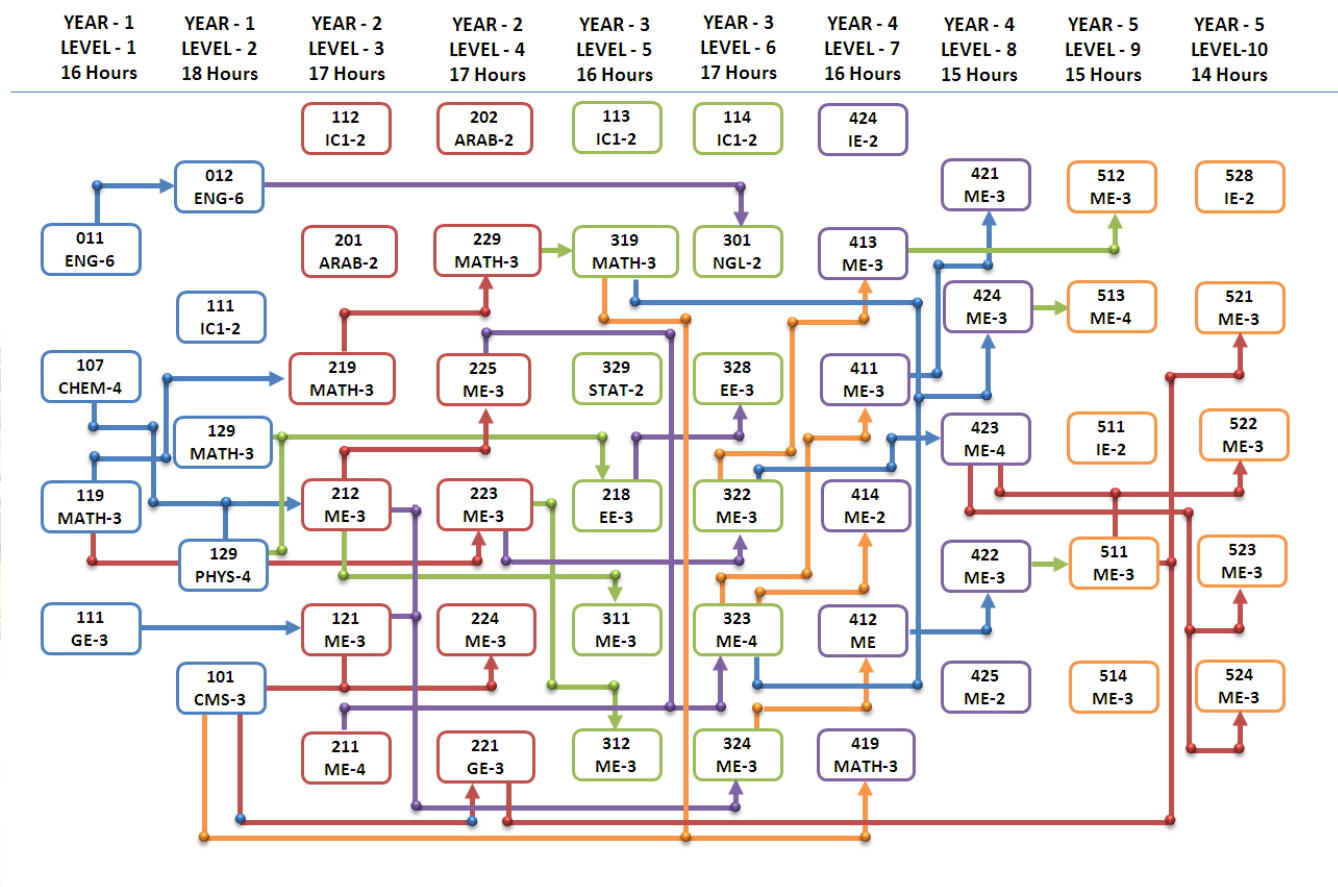 YEAR - 1
LEVEL - 1
16 Hours
YEAR - 1
LEVEL - 2
18 Hours
YEAR - 2
LEVEL - 3
17 Hours
YEAR - 2
LEVEL - 4
17 Hours
YEAR - 3
LEVEL - 5
16 Hours
YEAR - 3
LEVEL - 6
17 Hours
YEAR - 4
LEVEL - 7
16 Hours
YEAR - 4
LEVEL - 8
15 Hours
YEAR - 5
LEVEL - 9
15 Hours
YEAR - 5
LEVEL-10
14 Hours
011
ENG-6
107
CHEM-4
119
MATH-3
111
GE-3
012
ENG-6
111
IC1-2
129
MATH-3
129
PHYS-4
101
CMS-3
112
IC1-2
201
ARAB-2
219
MATH-3
212
ME-3
121
ME-3
211
ME-4
202
ARAB-2
229
MATH-3
225
ME-3
223
ME-3
224
ME-3
221
GE-3
113
IC1-2
319
MATH-3
329
STAT-2
218
EE-3
311
ME-3
312
ME-3
114
IC1-2
301
NGL-2
328
EE-3
322
ME-3
323
ME-4
324
ME-3
424
IE-2
413
ME-3
411
ME-3
414
ME-2
412
ME
419
MATH-3
421
ME-3
424
ME-3
423
ME-4
422
ME-3
425
ME-2
512
ME-3
513
ME-4
511
IE-2
511
ME-3
514
ME-3
528
IE-2
521
ME-3
522
ME-3
523
ME-3
524
ME-3